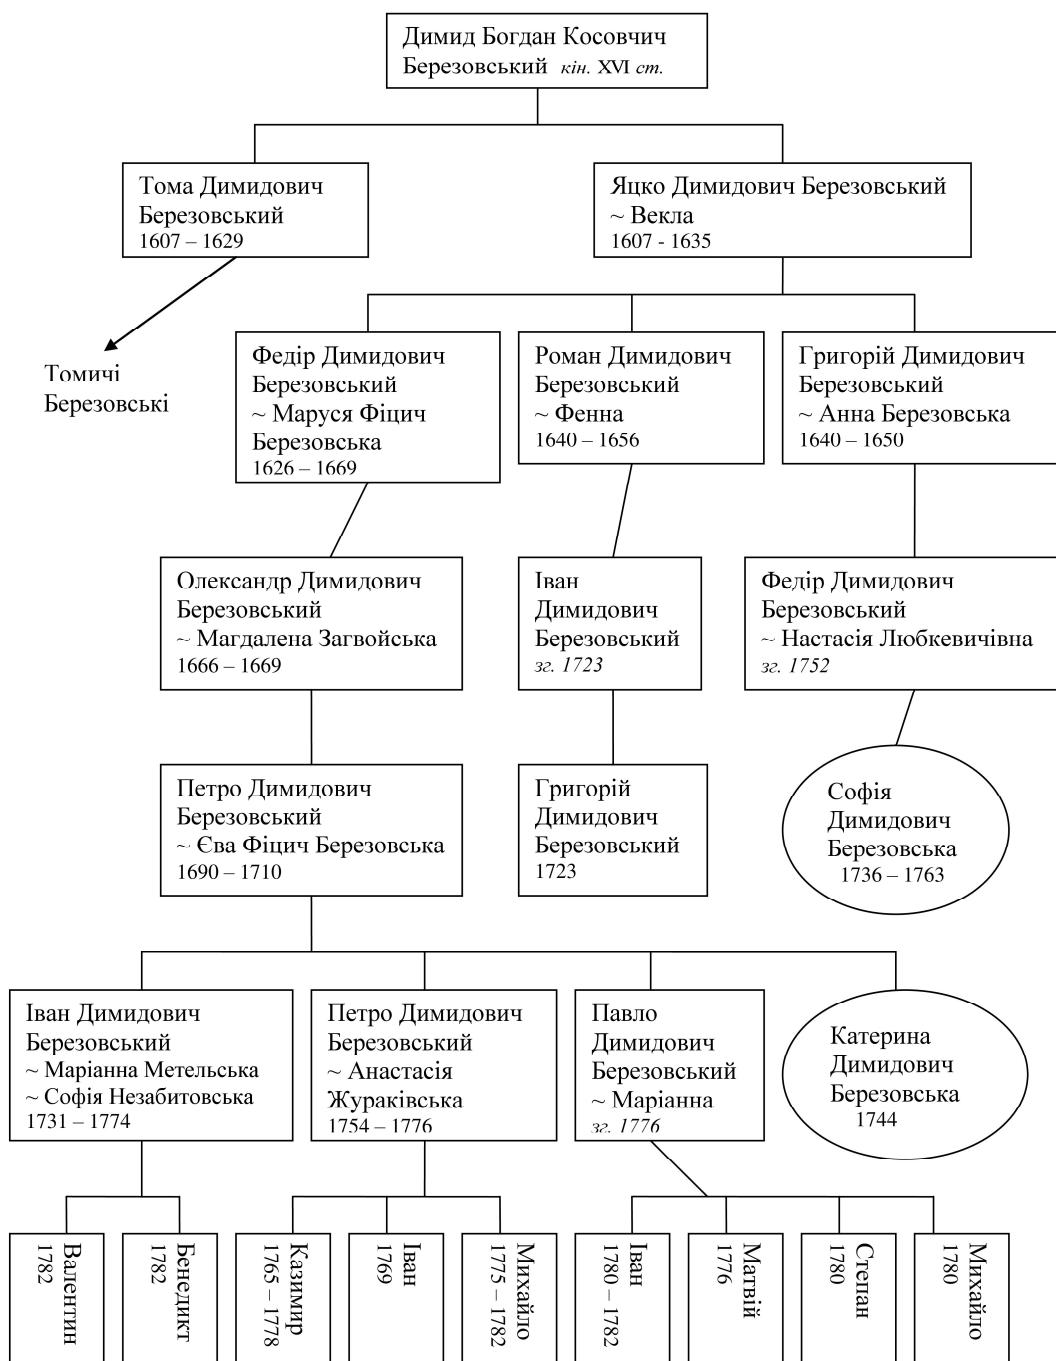 Димид Богдан Косовчич
Березовський кін. XVI ст.
Тома Димидович
Березовський
1607 – 1629
Яцко Димидович Березовський
~ Векла
1607 - 1635
Томичі
Березовські
Федір Димидович
Березовський
~ Маруся Фіцич
Березовська
1626 – 1669
Роман Димидович
Березовський
~ Фенна
1640 – 1656
Григорій Димидович
Березовський
~ Анна Березовська
1640 – 1650
Олександр Димидович
Березовський
~ Магдалена Загвойська
1666 – 1669
Іван
Димидович
Березовський
зг. 1723
Федір Димидович
Березовський
~ Настасія Любкевичівна
зг. 1752
Петро Димидович
Березовський
~ Єва Фіцич Березовська
1690 – 1710
Григорій
Димидович
Березовський
1723
Софія
Димидович
Березовська
1736 – 1763
Іван Димидович
Березовський
~ Маріанна Метельська
~ Софія Незабитовська
1731 – 1774
Петро Димидович
Березовський
~ Анастасія
Жураківська
1754 – 1776
Павло
Димидович
Березовський
~ Маріанна
зг. 1776
Катерина
Димидович
Березовська
1744
Валентин
1782
Бенедикт
1782
Казимир
1765 – 1778
Іван
1769
Михайло
1775 – 1782
Іван
1780 – 1782
Матвій
1776
Степан
1780
Михайло
1780